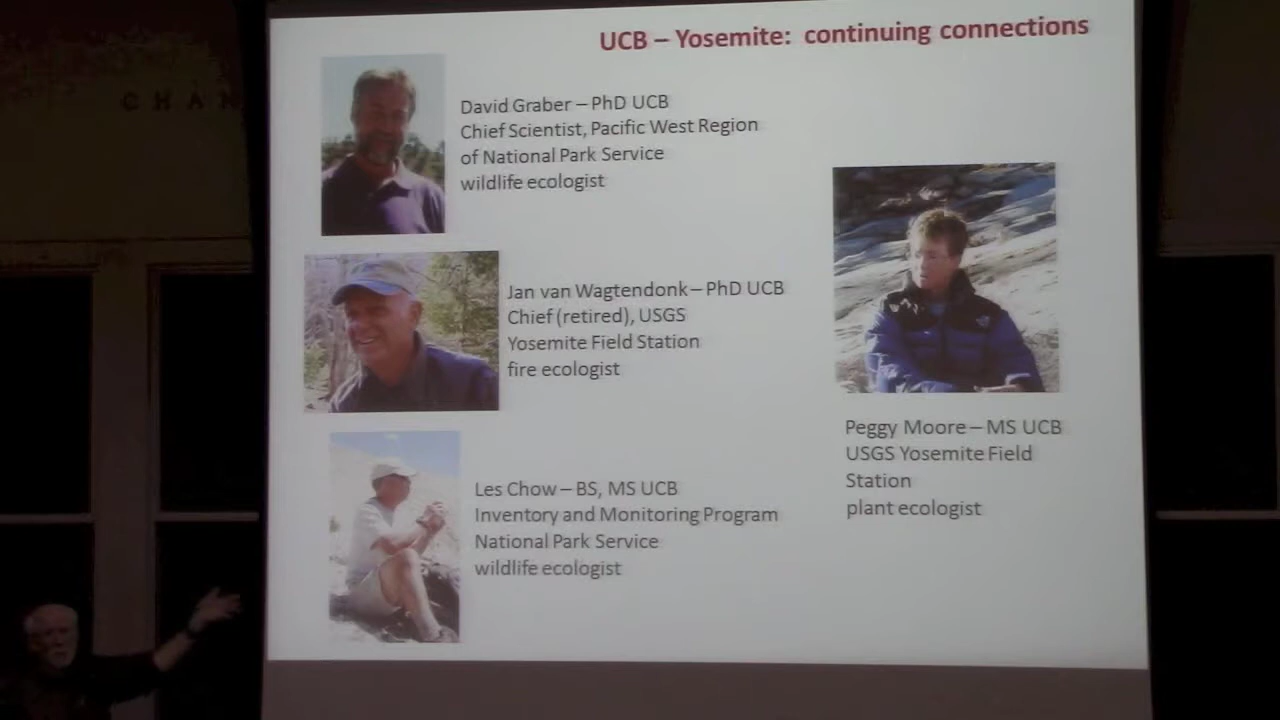 CHAN
UCB – Yosemite: continuing connections
David Graber – PhD UCB
Chief Scientist, Pacific West Region
of National Park Service
wildlife ecologist
Jan van Wagtendonk – PhD UCB
Chief (retired), USGS
Yosemite Field Station
fire ecologist
Les Chow – BS, MS UCB
Inventory and Monitoring Program
National Park Service
wildlife ecologist
Peggy Moore – MS UCB
USGS Yosemite Field
Station
plant ecologist